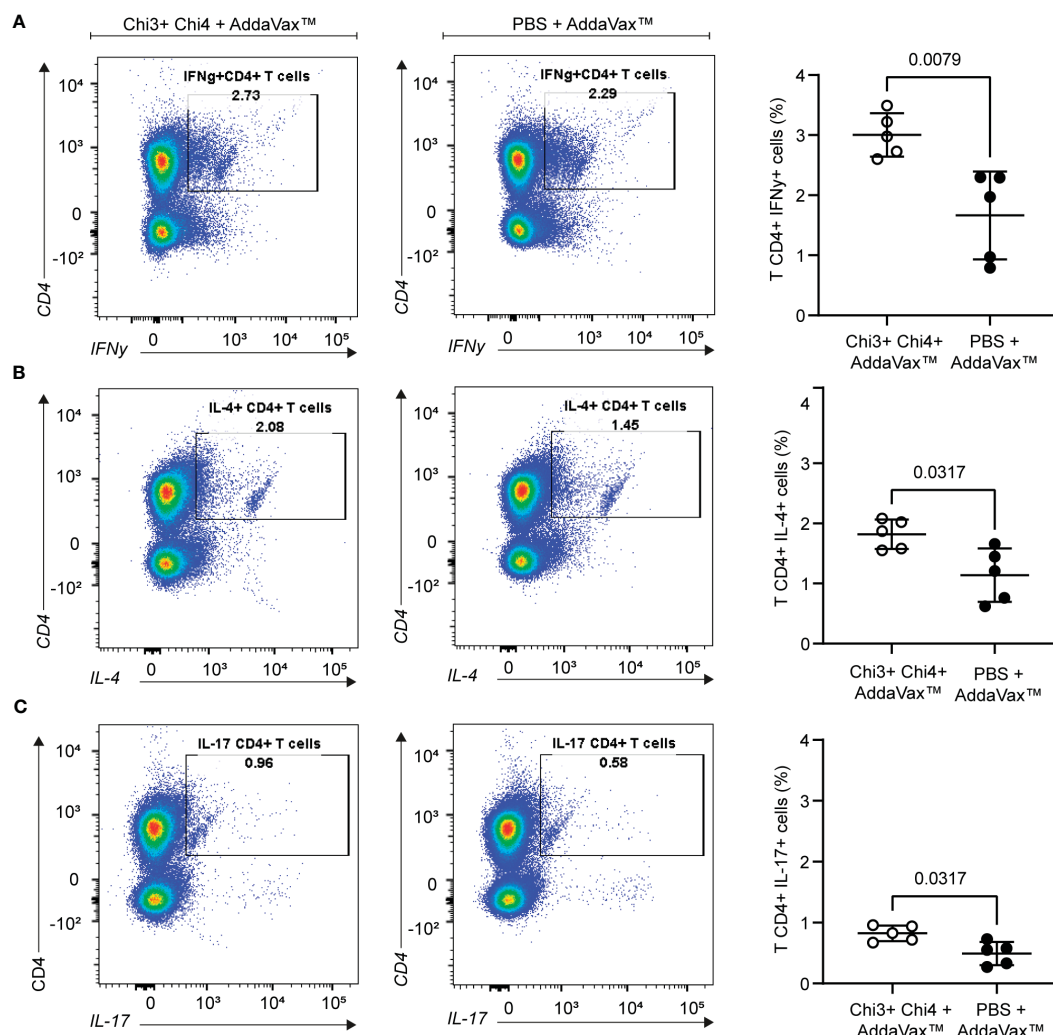 A
Chi3+ Chi4 + AddaVax™
PBS + AddaVax™
IFNg+CD4+ T cells
2.73
10⁴
10³
0
-10²
CD4
0
10³
10⁴
10⁵
IFNy
IFNg+CD4+ T cells
2.29
10⁴
10³
0
-10²
CD4
0
10³
10⁴
10⁵
IFNy
0.0079
T CD4+ IFNy+ cells (%)
4
3
2
1
0
Chi3+ Chi4+
AddaVax™
PBS +
AddaVax™
B
IL-4+ CD4+ T cells
2.08
10⁴
10³
0
-10²
CD4
0
10³
10⁴
10⁵
IL-4
IL-4+ CD4+ T cells
1.45
10⁴
10³
0
-10²
CD4
0
10³
10⁴
10⁵
IL-4
0.0317
T CD4+ IL-4+ cells (%)
4
3
2
1
0
Chi3+ Chi4+
AddaVax™
PBS +
AddaVax™
C
IL-17 CD4+ T cells
0.96
10⁴
10³
0
-10²
CD4
0
10³
10⁴
10⁵
IL-17
IL-17 CD4+ T cells
0.58
10⁴
10³
0
-10²
CD4
0
10³
10⁴
10⁵
IL-17
0.0317
T CD4+ IL-17+ cells (%)
4
3
2
1
0
Chi3+ Chi4 +
AddaVax™
PBS +
AddaVax™